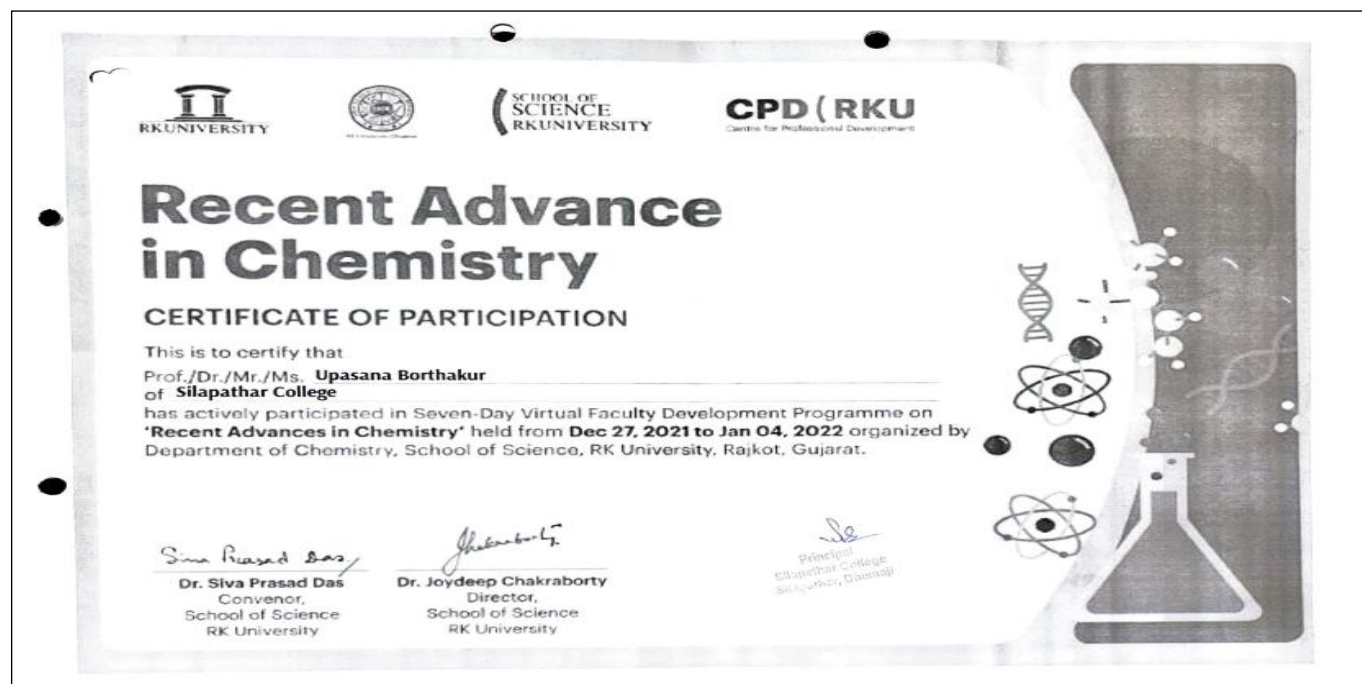 RKUNIVERSITY
SCHOOL OF
SCIENCE
RKUNIVERSITY
CPD(RKU
Centre for Professional Development
Recent Advance
in Chemistry
CERTIFICATE OF PARTICIPATION
This is to certify that
Prof./Dr./Mr./Ms. Upasana Borthakur
of Silapathar College
has actively participated in Seven-Day Virtual Faculty Development Programme on
'Recent Advances in Chemistry' held from Dec 27, 2021 to Jan 04, 2022 organized by
Department of Chemistry, School of Science, RK University, Rajkot, Gujarat.
Siva Prasad Das
Dr. Siva Prasad Das
Convenor,
School of Science
RK University
Dr. Joydeep Chakraborty
Director,
School of Science
RK University
Principal
Silapathar College
Silapathar, Dhemaji